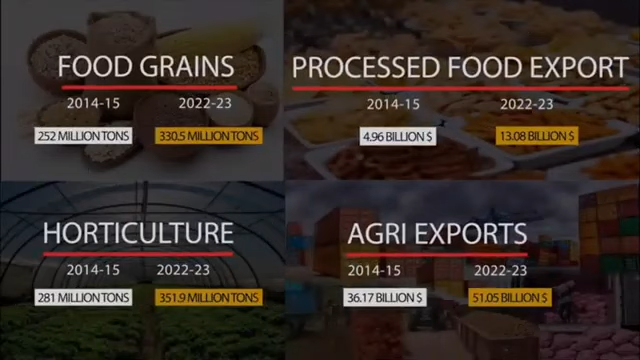 FOOD GRAINS
2014-15 2022-23
252 MILLION TONS 330.5 MILLION TONS
PROCESSED FOOD EXPORT
2014-15 2022-23
4.96 BILLION $ 13.08 BILLION $
HORTICULTURE
2014-15 2022-23
281 MILLION TONS 351.9 MILLION TONS
AGRI EXPORTS
2014-15 2022-23
36.17 BILLION $ 51.05 BILLION $